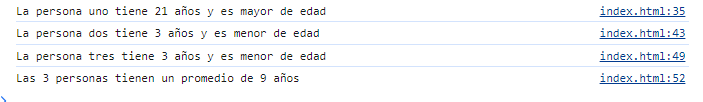 La persona uno tiene 21 años y es mayor de edad index.html:35
La persona dos tiene 3 años y es menor de edad index.html:43
La persona tres tiene 3 años y es menor de edad index.html:49
Las 3 personas tienen un promedio de 9 años index.html:52